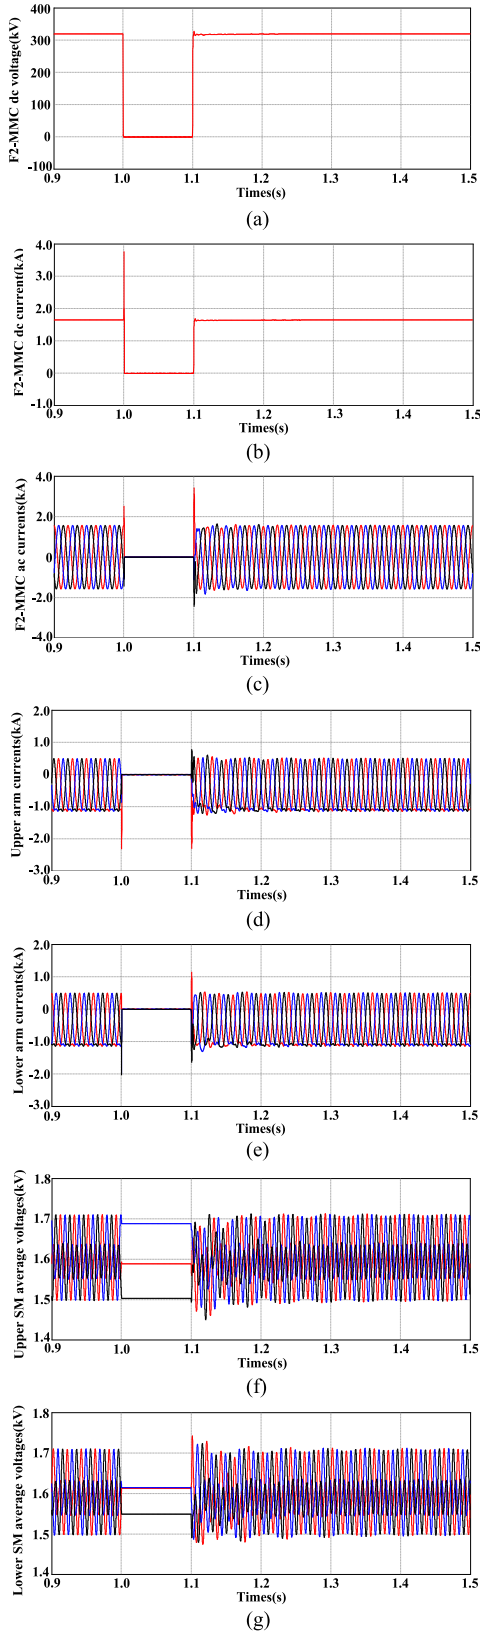 400
300
200
100
0
-100
F2-MMC dc voltage(kV)
0.9 1.0 1.1 1.2 1.3 1.4 1.5
Times(s)
(a)
4.0
3.0
2.0
1.0
0
-1.0
F2-MMC dc current(kA)
0.9 1.0 1.1 1.2 1.3 1.4 1.5
Times(s)
(b)
4.0
2.0
0
-2.0
-4.0
F2-MMC ac currents(kA)
0.9 1.0 1.1 1.2 1.3 1.4 1.5
Times(s)
(c)
2.0
1.0
0
-1.0
-2.0
-3.0
Upper arm currents(kA)
0.9 1.0 1.1 1.2 1.3 1.4 1.5
Times(s)
(d)
2.0
1.0
0
-1.0
-2.0
-3.0
Lower arm currents(kA)
0.9 1.0 1.1 1.2 1.3 1.4 1.5
Times(s)
(e)
1.8
1.7
1.6
1.5
1.4
Upper SM average voltages(kV)
0.9 1.0 1.1 1.2 1.3 1.4 1.5
Times(s)
(f)
1.8
1.7
1.6
1.5
1.4
Lower SM average voltages(kV)
0.9 1.0 1.1 1.2 1.3 1.4 1.5
Times(s)
(g)